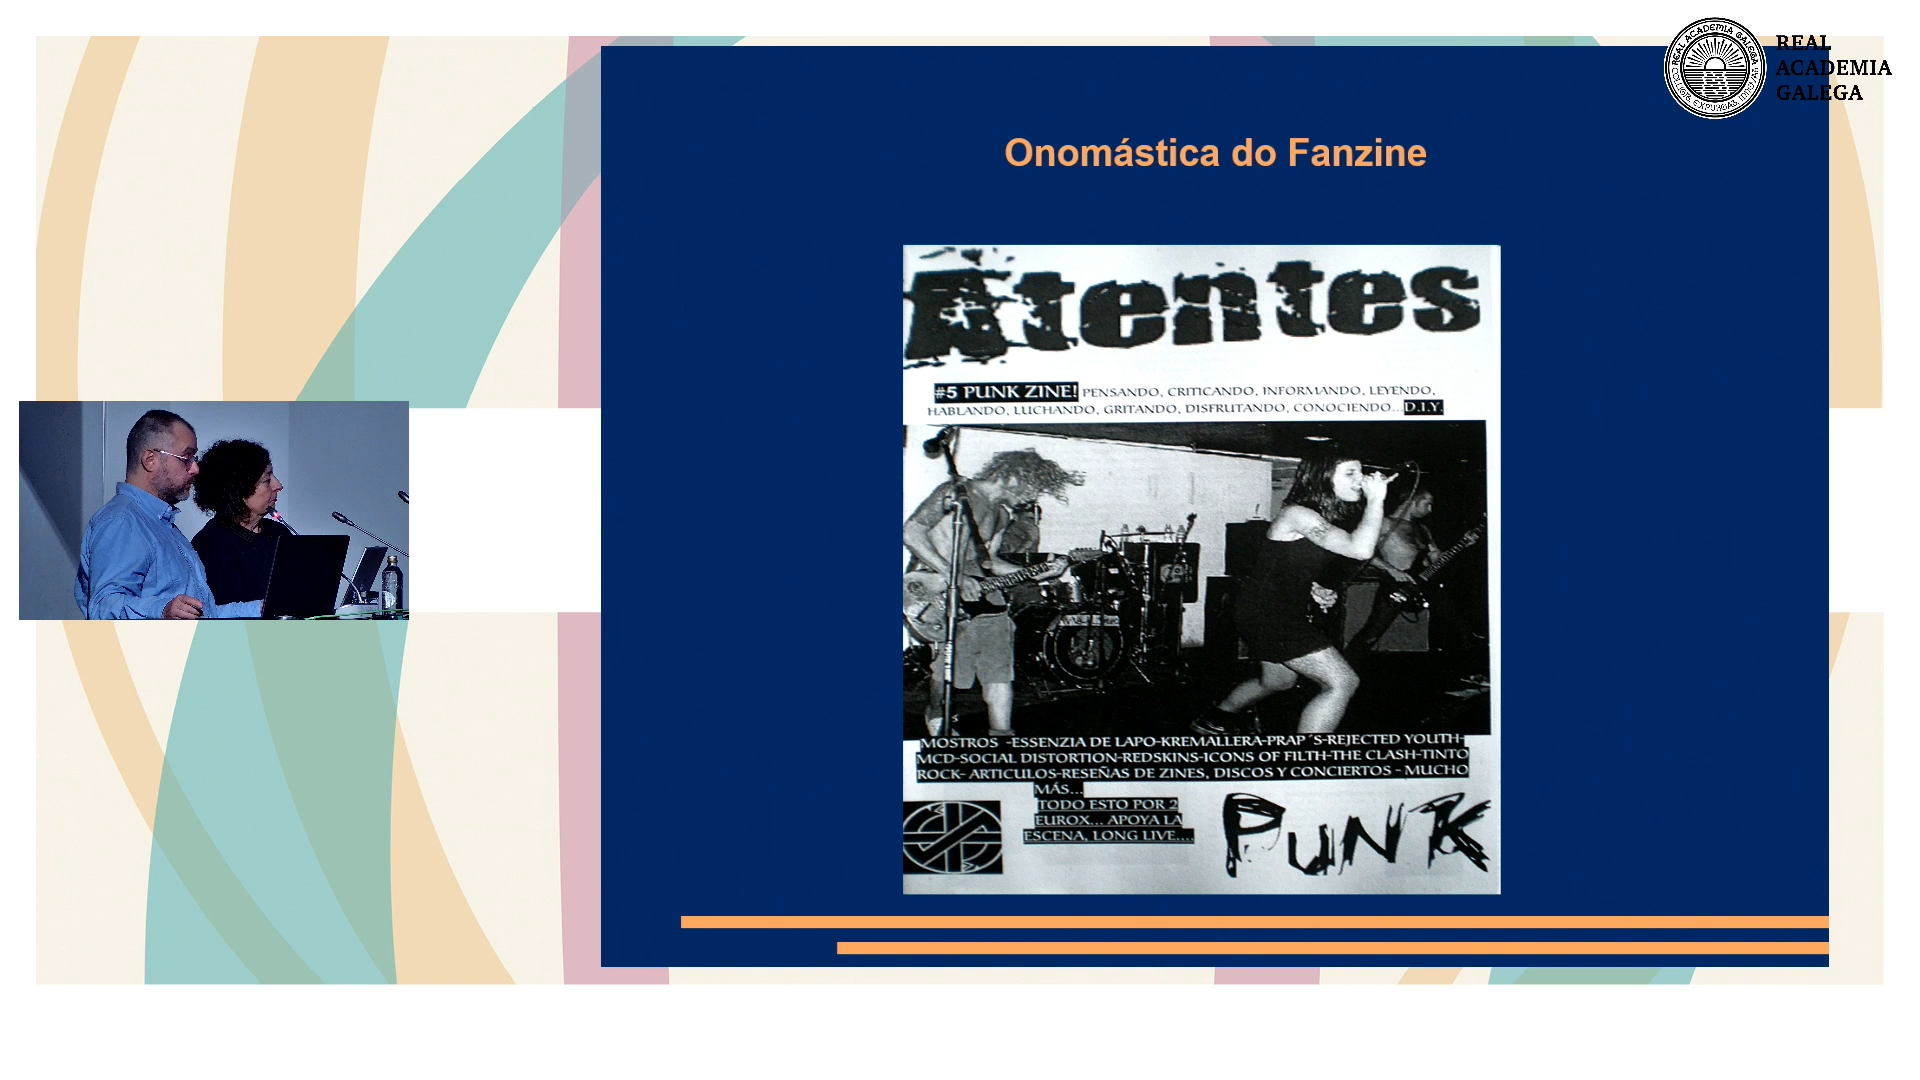 REAL
ACADEMIA
GALEGA
Onomástica do Fanzine
Atentes
#5 PUNK ZINE! PENSANDO, CRITICANDO, INFORMANDO, LEYENDO,
HABLANDO, LUCHANDO, GRITANDO, DISFRUTANDO, CONOCIENDO...D.I.Y.
MOSTROS -ESSENZIA DE LAPO-KREMALLERA-PRAP´S-REJECTED YOUTH-
MCD-SOCIAL DISTORTION-REDSKINS-ICONS OF FILTH-THE CLASH-TINTO
ROCK- ARTICULOS-RESEÑAS DE ZINES, DISCOS Y CONCIERTOS - MUCHO
MÁS...
TODO ESTO POR 2
EUROX... APOYA LA
ESCENA, LONG LIVE....
PUNK